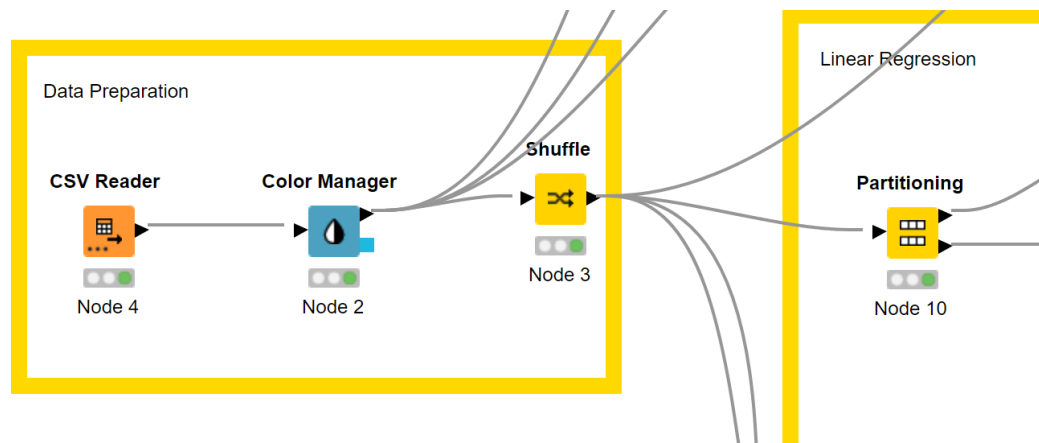 Data Preparation
CSV Reader
Node 4
Color Manager
Node 2
Shuffle
Node 3
Linear Regression
Partitioning
Node 10